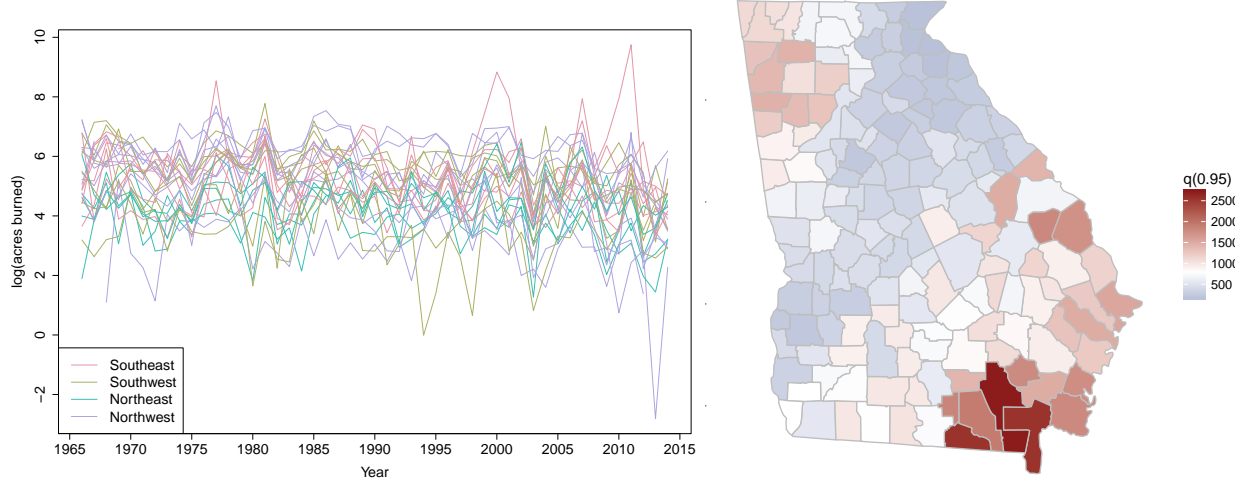 10
8
6
4
2
0
−2
log(acres burned)
Southeast
Southwest
Northeast
Northwest
1965 1970 1975 1980 1985 1990 1995 2000 2005 2010 2015
Year
q(0.95)
2500
2000
1500
1000
500